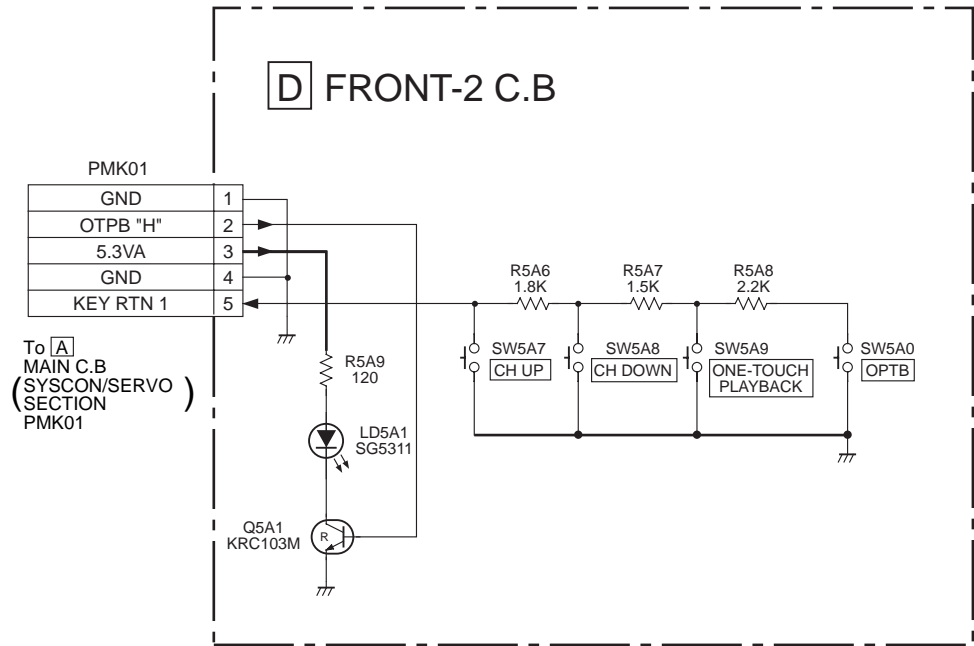 D FRONT-2 C.B
PMK01
GND 1
OTPB "H" 2
5.3VA 3
GND 4
KEY RTN 1 5
To A
MAIN C.B
(SYSCON/SERVO
SECTION )
PMK01
R5A6
1.8K
R5A7
1.5K
R5A8
2.2K
SW5A7
CH UP
SW5A8
CH DOWN
SW5A9
ONE-TOUCH
PLAYBACK
SW5A0
OPTB
R5A9
120
LD5A1
SG5311
Q5A1
KRC103M
R